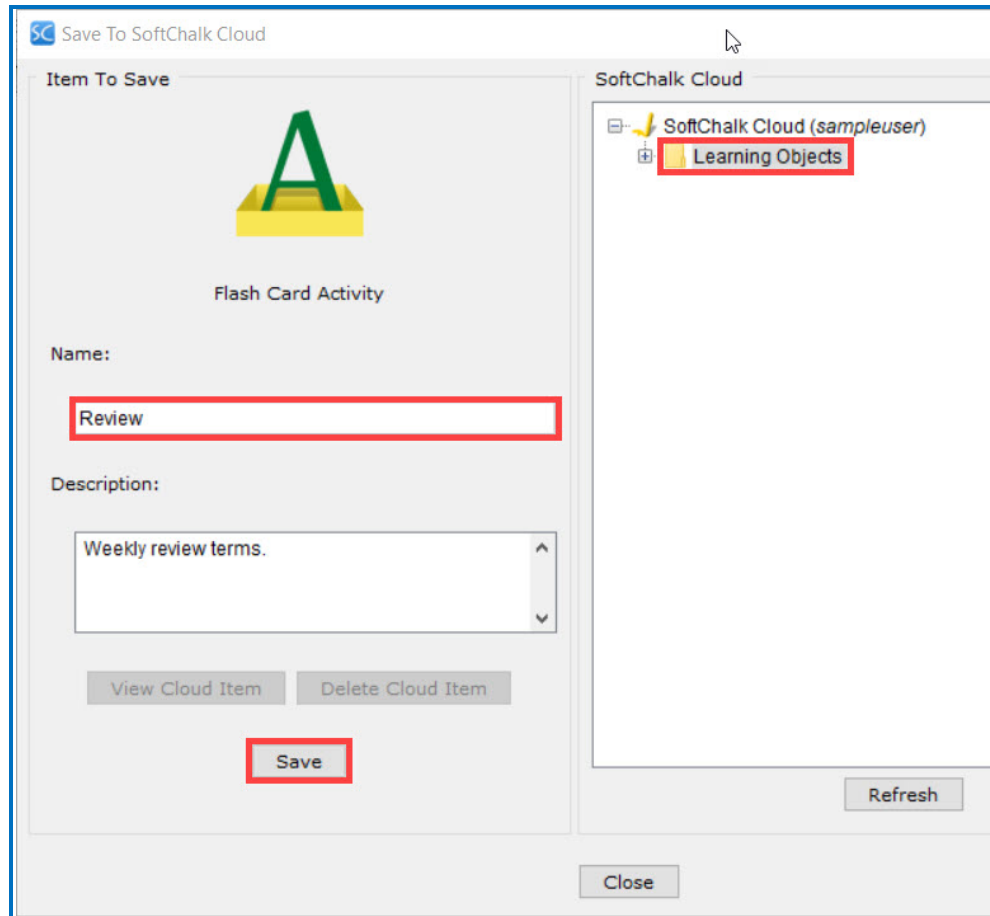 SC Save To SoftChalk Cloud
Item To Save
A
Flash Card Activity
Name:
Review
Description:
Weekly review terms.
View Cloud Item Delete Cloud Item
Save
SoftChalk Cloud
SoftChalk Cloud (sampleuser)
Learning Objects
Refresh
Close